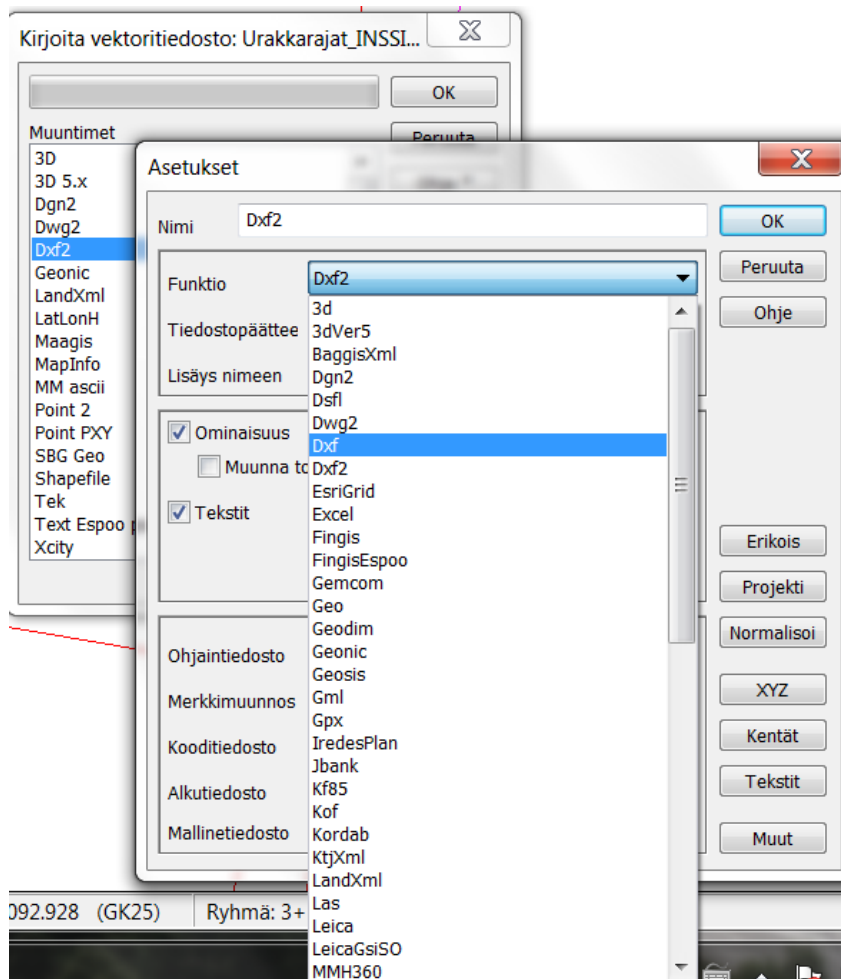 Kirjoita vektoritiedosto: Urakkarajat_INSSI...
OK
Muuntimet
Peruuta
3D
3D 5.x
Dgn2
Dwg2
Dxf2
Geonic
LandXml
LatLonH
Maagis
MapInfo
MM ascii
Point 2
Point PXY
SBG Geo
Shapefile
Tek
Text Espoo
Xcity
Asetukset
Nimi
Dxf2
OK
Funktio
Dxf2
Peruuta
Tiedostopäättee
Ohje
Lisäys nimeen
Ominaisuus
Muunna to
Tekstit
3d
3dVer5
BaggisXml
Dgn2
Dsfl
Dwg2
Dxf
Dxf2
EsriGrid
Excel
Fingis
FingisEspoo
Gemcom
Geo
Geodim
Geonic
Geosis
Gml
Gpx
IredesPlan
Jbank
Kf85
Kof
Kordab
KtjXml
LandXml
Las
Leica
LeicaGsiSO
MMH360
Erikois
Projekti
Normalisoi
XYZ
Kentät
Tekstit
Muut
Ohjaintiedosto
Merkkimuunnos
Kooditiedosto
Alkutiedosto
Mallinetiedosto
092.928 (GK25)
Ryhmä: 3+